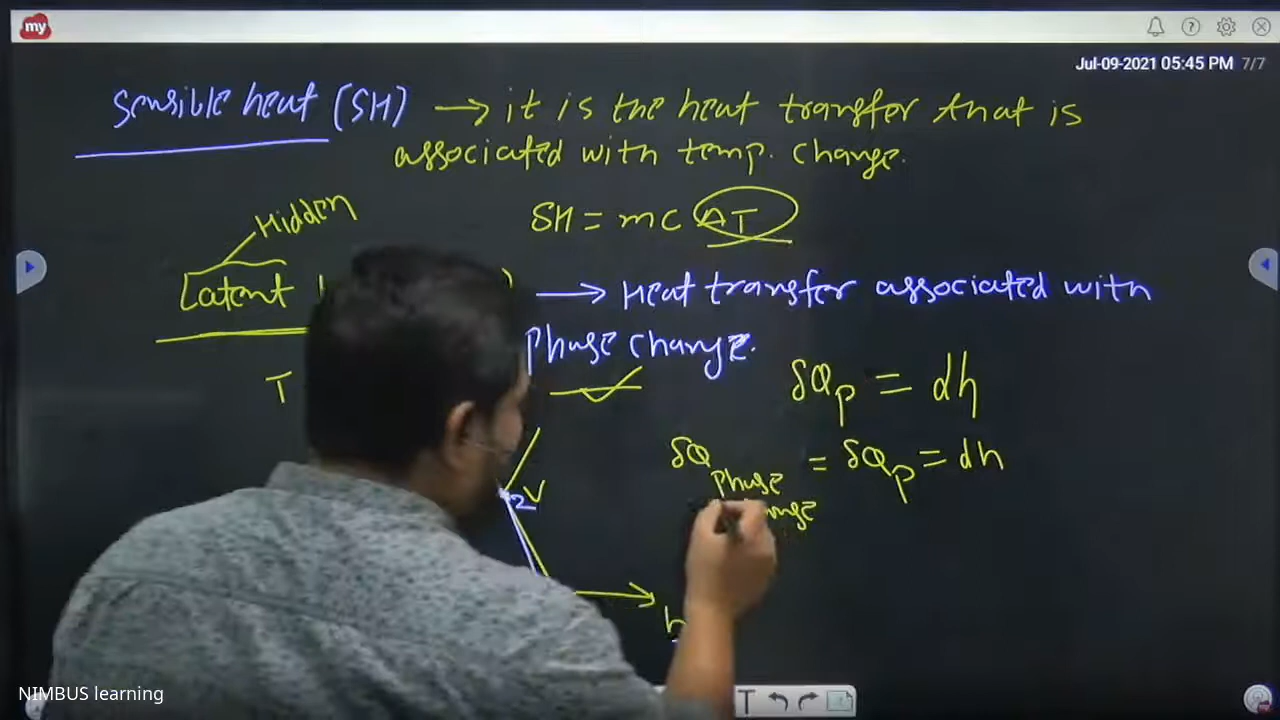 my
Jul-09-2021 05:45 PM 7/7
Sensible heat (SH) → it is the heat transfer that is
associated with temp. change.
Hidden
SH = mc ΔT
Latent → Heat transfer associated with
phase change.
T
δQp = dh
δQ phase change = δQp = dh
2 V
h
T
NIMBUS learning